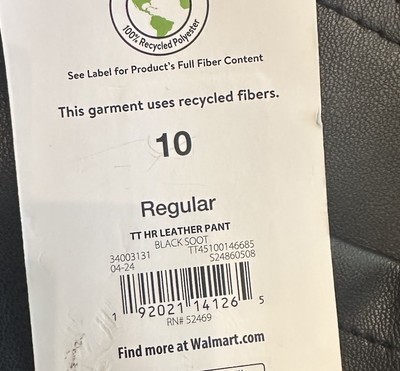 100% Recycled Polyester
See Label for Product's Full Fiber Content
This garment uses recycled fibers.
10
Regular
TT HR LEATHER PANT
BLACK SOOT
34003131 TT45100146685
04-24 S24860508
1 92021 14126 5
RN# 52469
Find more at Walmart.com